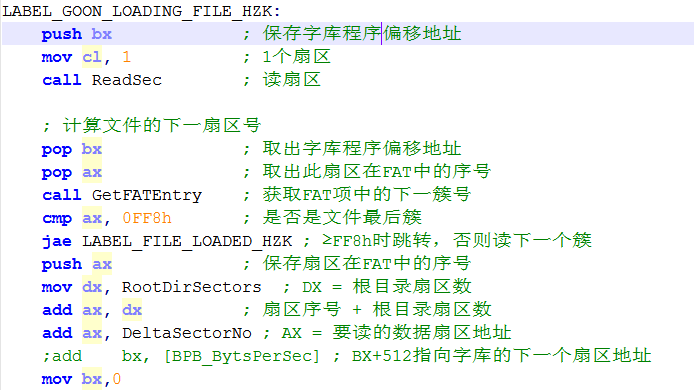 LABEL_GOON_LOADING_FILE_HZK:
push bx ; 保存字库程序偏移地址
mov cl, 1 ; 1个扇区
call ReadSec ; 读扇区
; 计算文件的下一扇区号
pop bx ; 取出字库程序偏移地址
pop ax ; 取出此扇区在FAT中的序号
call GetFATEntry ; 获取FAT项中的下一簇号
cmp ax, 0FF8h ; 是否是文件最后簇
jae LABEL_FILE_LOADED_HZK ; ≥FF8h时跳转，否则读下一个簇
push ax ; 保存扇区在FAT中的序号
mov dx, RootDirSectors ; DX = 根目录扇区数
add ax, dx ; 扇区序号 + 根目录扇区数
add ax, DeltaSectorNo ; AX = 要读的数据扇区地址
;add bx, [BPB_BytsPerSec] ; BX+512指向字库的下一个扇区地址
mov bx,0